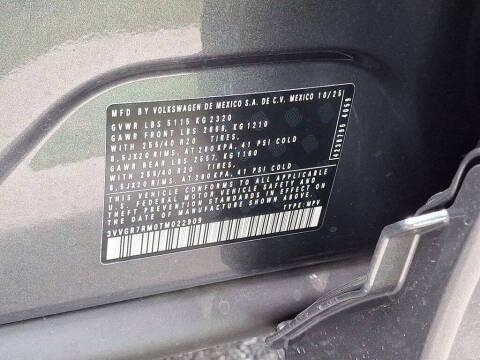 MFD BY VOLKSWAGEN DE MEXICO S.A. DE C.V. MEXICO 10/25
GVWR LBS 5115 KG 2320
GAWR FRONT LBS 2668, KG 1210
WITH 255/40 R20 TIRES,
8.5JX20 RIMS, AT 280KPA, 41 PSI COLD
GAWR REAR LBS 2557, KG 1160
WITH 255/40 R20 TIRES,
8.5JX20 RIMS, AT 280KPA, 41 PSI COLD
THIS VEHICLE CONFORMS TO ALL APPLICABLE
FEDERAL MOTOR VEHICLE SAFETY AND
THEFT PREVENTION STANDARDS IN EFFECT ON
THE DATE OF MANUFACTURE SHOWN ABOVE.
3VVGR7RM0TM022909 TYPE: MPV